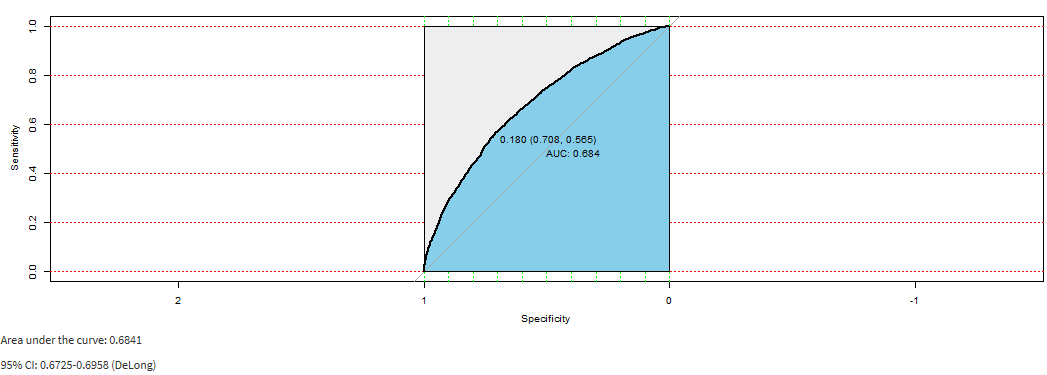 1.0
0.8
0.6
0.4
0.2
0.0
Sensitivity
0.180 (0.708, 0.565)
AUC: 0.684
2 1 0 -1
Specificity
Area under the curve: 0.6841
95% CI: 0.6725-0.6958 (DeLong)